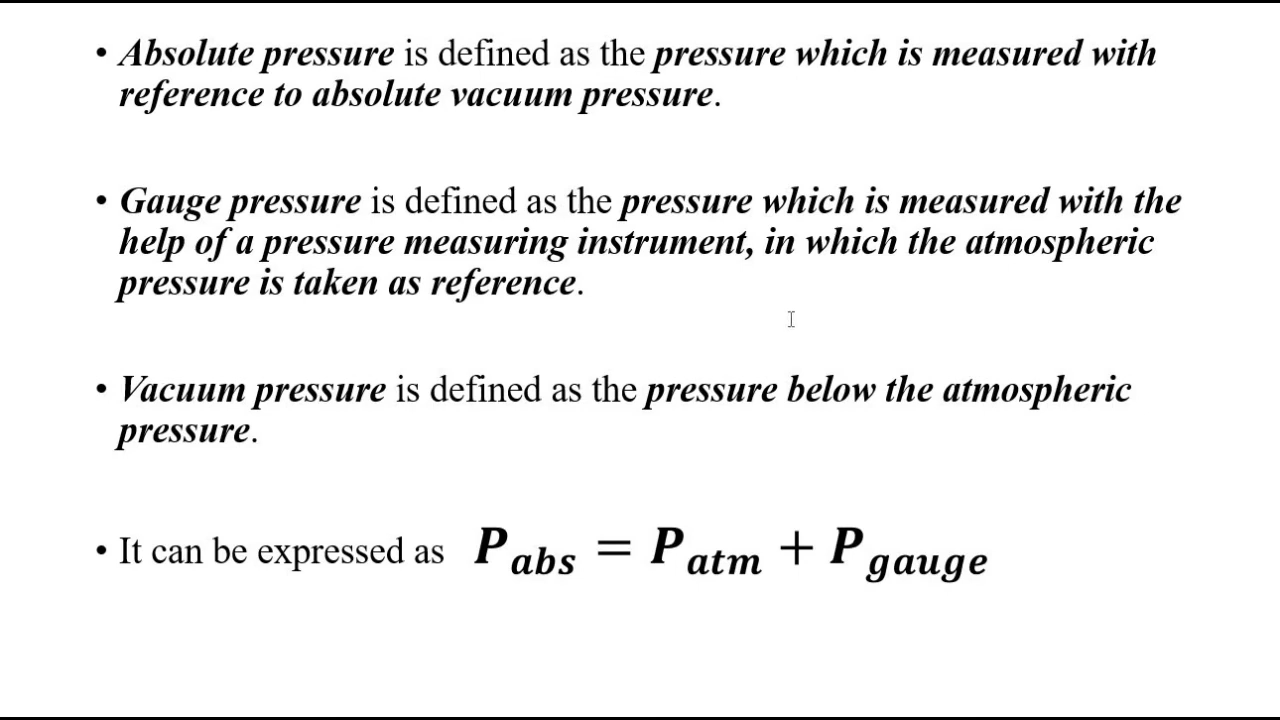 • Absolute pressure is defined as the pressure which is measured with
reference to absolute vacuum pressure.
• Gauge pressure is defined as the pressure which is measured with the
help of a pressure measuring instrument, in which the atmospheric
pressure is taken as reference.
• Vacuum pressure is defined as the pressure below the atmospheric
pressure.
• It can be expressed as P_abs = P_atm + P_gauge